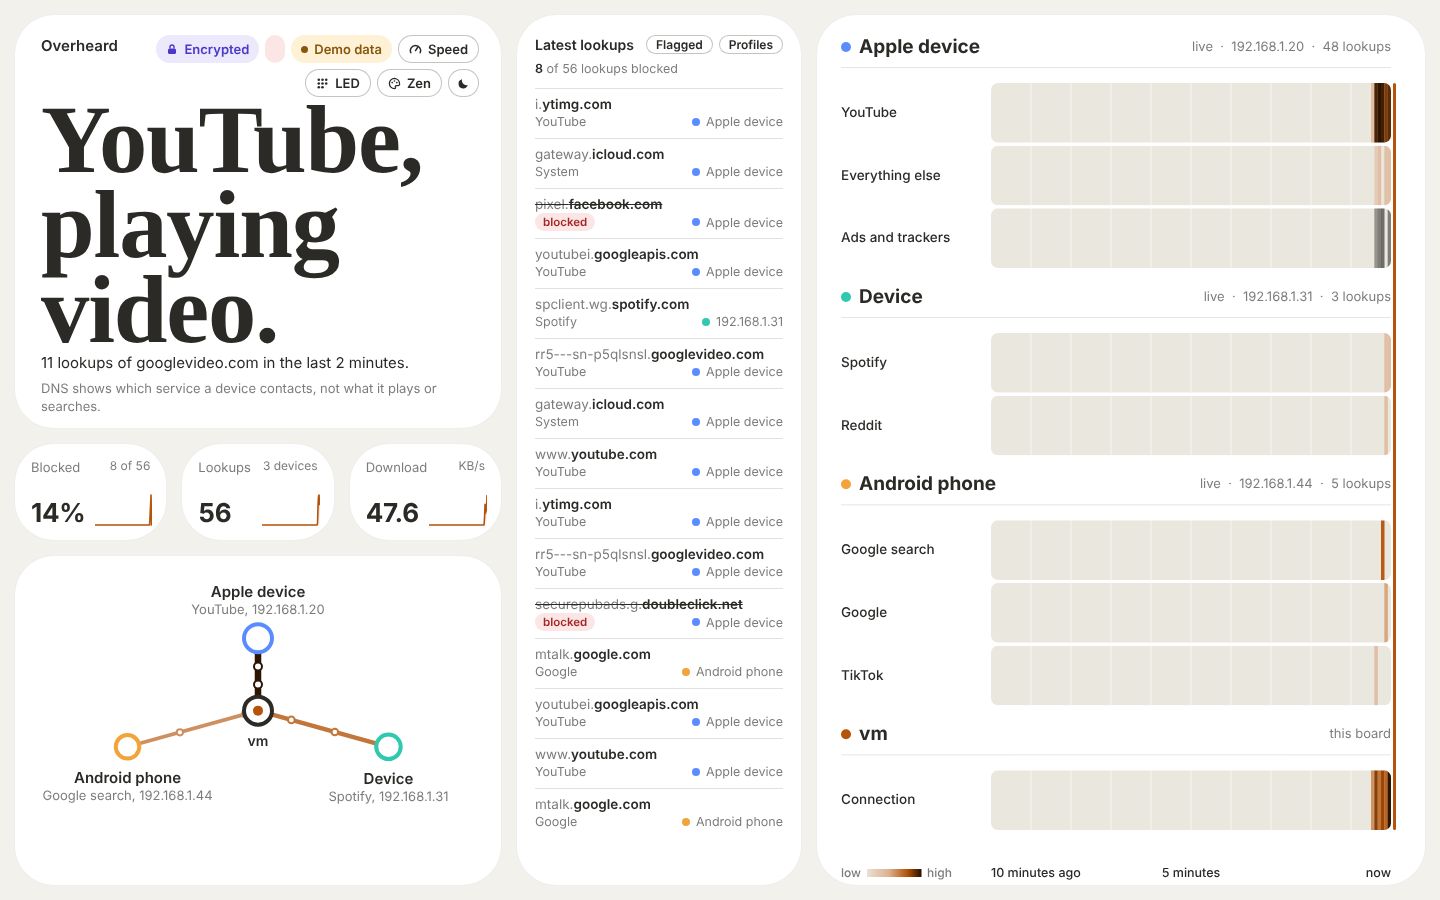 Overheard
Encrypted
Demo data
Speed
LED
Zen
YouTube,
playing
video.
11 lookups of googlevideo.com in the last 2 minutes.
DNS shows which service a device contacts, not what it plays or
searches.
Blocked 8 of 56
14%
Lookups 3 devices
56
Download KB/s
47.6
Apple device
YouTube, 192.168.1.20
vm
Android phone
Google search, 192.168.1.44
Device
Spotify, 192.168.1.31
Latest lookups Flagged Profiles
8 of 56 lookups blocked
i.ytimg.com
YouTube Apple device
gateway.icloud.com
System Apple device
pixel.facebook.com
blocked Apple device
youtubei.googleapis.com
YouTube Apple device
spclient.wg.spotify.com
Spotify 192.168.1.31
rr5---sn-p5qlsnsl.googlevideo.com
YouTube Apple device
gateway.icloud.com
System Apple device
www.youtube.com
YouTube Apple device
i.ytimg.com
YouTube Apple device
rr5---sn-p5qlsnsl.googlevideo.com
YouTube Apple device
securepubads.g.doubleclick.net
blocked Apple device
mtalk.google.com
Google Android phone
youtubei.googleapis.com
YouTube Apple device
www.youtube.com
YouTube Apple device
mtalk.google.com
Google Android phone
Apple device live · 192.168.1.20 · 48 lookups
YouTube
Everything else
Ads and trackers
Device live · 192.168.1.31 · 3 lookups
Spotify
Reddit
Android phone live · 192.168.1.44 · 5 lookups
Google search
Google
TikTok
vm this board
Connection
low high 10 minutes ago 5 minutes now